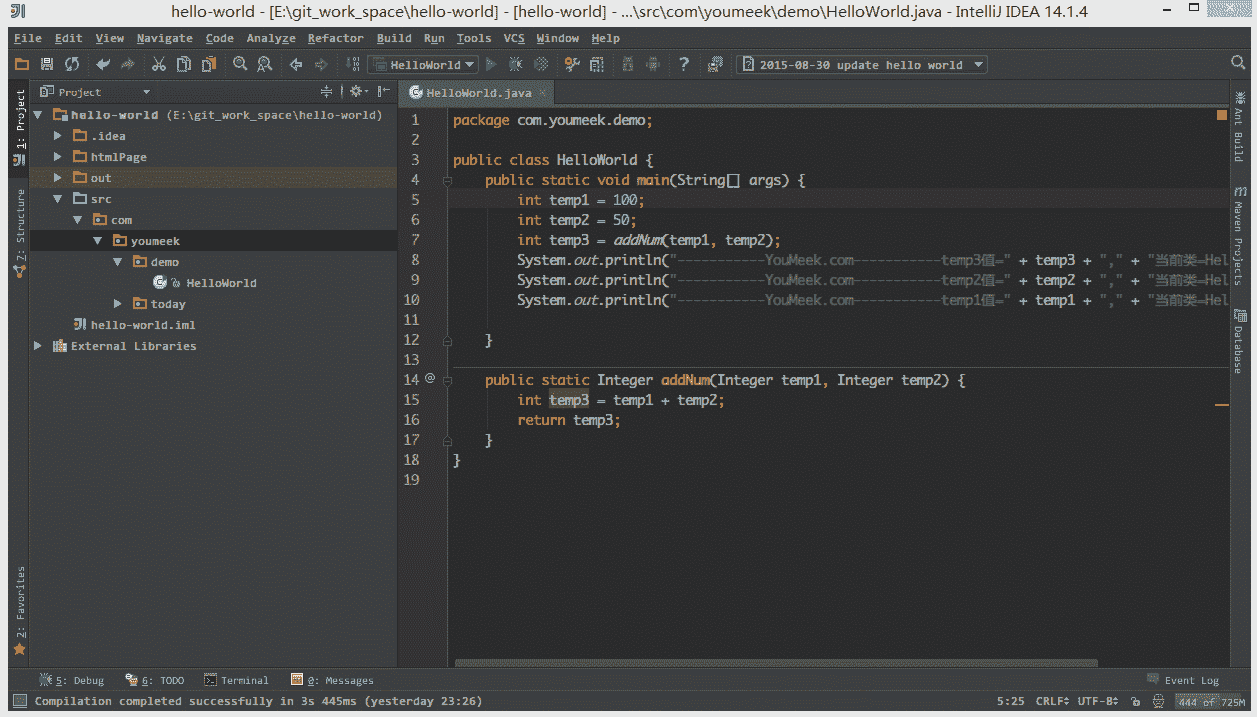 hello-world - [E:\git_work_space\hello-world] - [hello-world] - ...\src\com\youmeek\demo\HelloWorld.java - IntelliJ IDEA 14.1.4
File Edit View Navigate Code Analyze Refactor Build Run Tools VCS Window Help
HelloWorld 2015-08-30 update hello world
Project
HelloWorld.java
1: Project
2: Structure
2: Favorites
hello-world (E:\git_work_space\hello-world)
.idea
htmlPage
out
src
com
youmeek
demo
HelloWorld
today
hello-world.iml
External Libraries
1 package com.youmeek.demo;
2
3 public class HelloWorld {
4 public static void main(String[] args) {
5 int temp1 = 100;
6 int temp2 = 50;
7 int temp3 = addNum(temp1, temp2);
8 System.out.println("-----------YouMeek.com-----------temp3值=" + temp3 + "," + "当前类=Hel
9 System.out.println("-----------YouMeek.com-----------temp2值=" + temp2 + "," + "当前类=Hel
10 System.out.println("-----------YouMeek.com-----------temp1值=" + temp1 + "," + "当前类=Hel
11
12 }
13
14 @ public static Integer addNum(Integer temp1, Integer temp2) {
15 int temp3 = temp1 + temp2;
16 return temp3;
17 }
18 }
19
Ant Build
Maven Projects
Database
5: Debug 6: TODO Terminal 0: Messages Event Log
Compilation completed successfully in 3s 445ms (yesterday 23:26) 5:25 CRLF UTF-8 444 of 725M